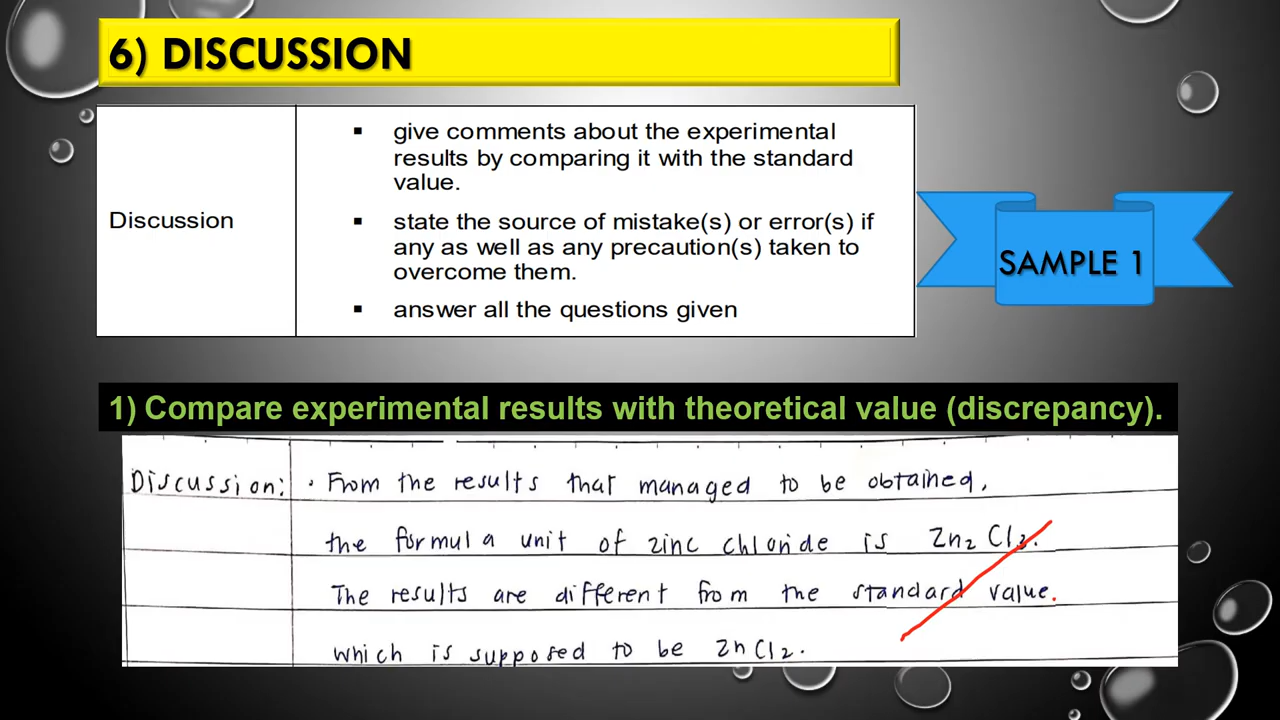 6) DISCUSSION
Discussion
▪ give comments about the experimental
results by comparing it with the standard
value.
▪ state the source of mistake(s) or error(s) if
any as well as any precaution(s) taken to
overcome them.
▪ answer all the questions given
SAMPLE 1
1) Compare experimental results with theoretical value (discrepancy).
Discussion: · From the results that managed to be obtained,
the formula unit of zinc chloride is Zn₂Cl₃.
The results are different from the standard value.
which is supposed to be ZnCl₂.